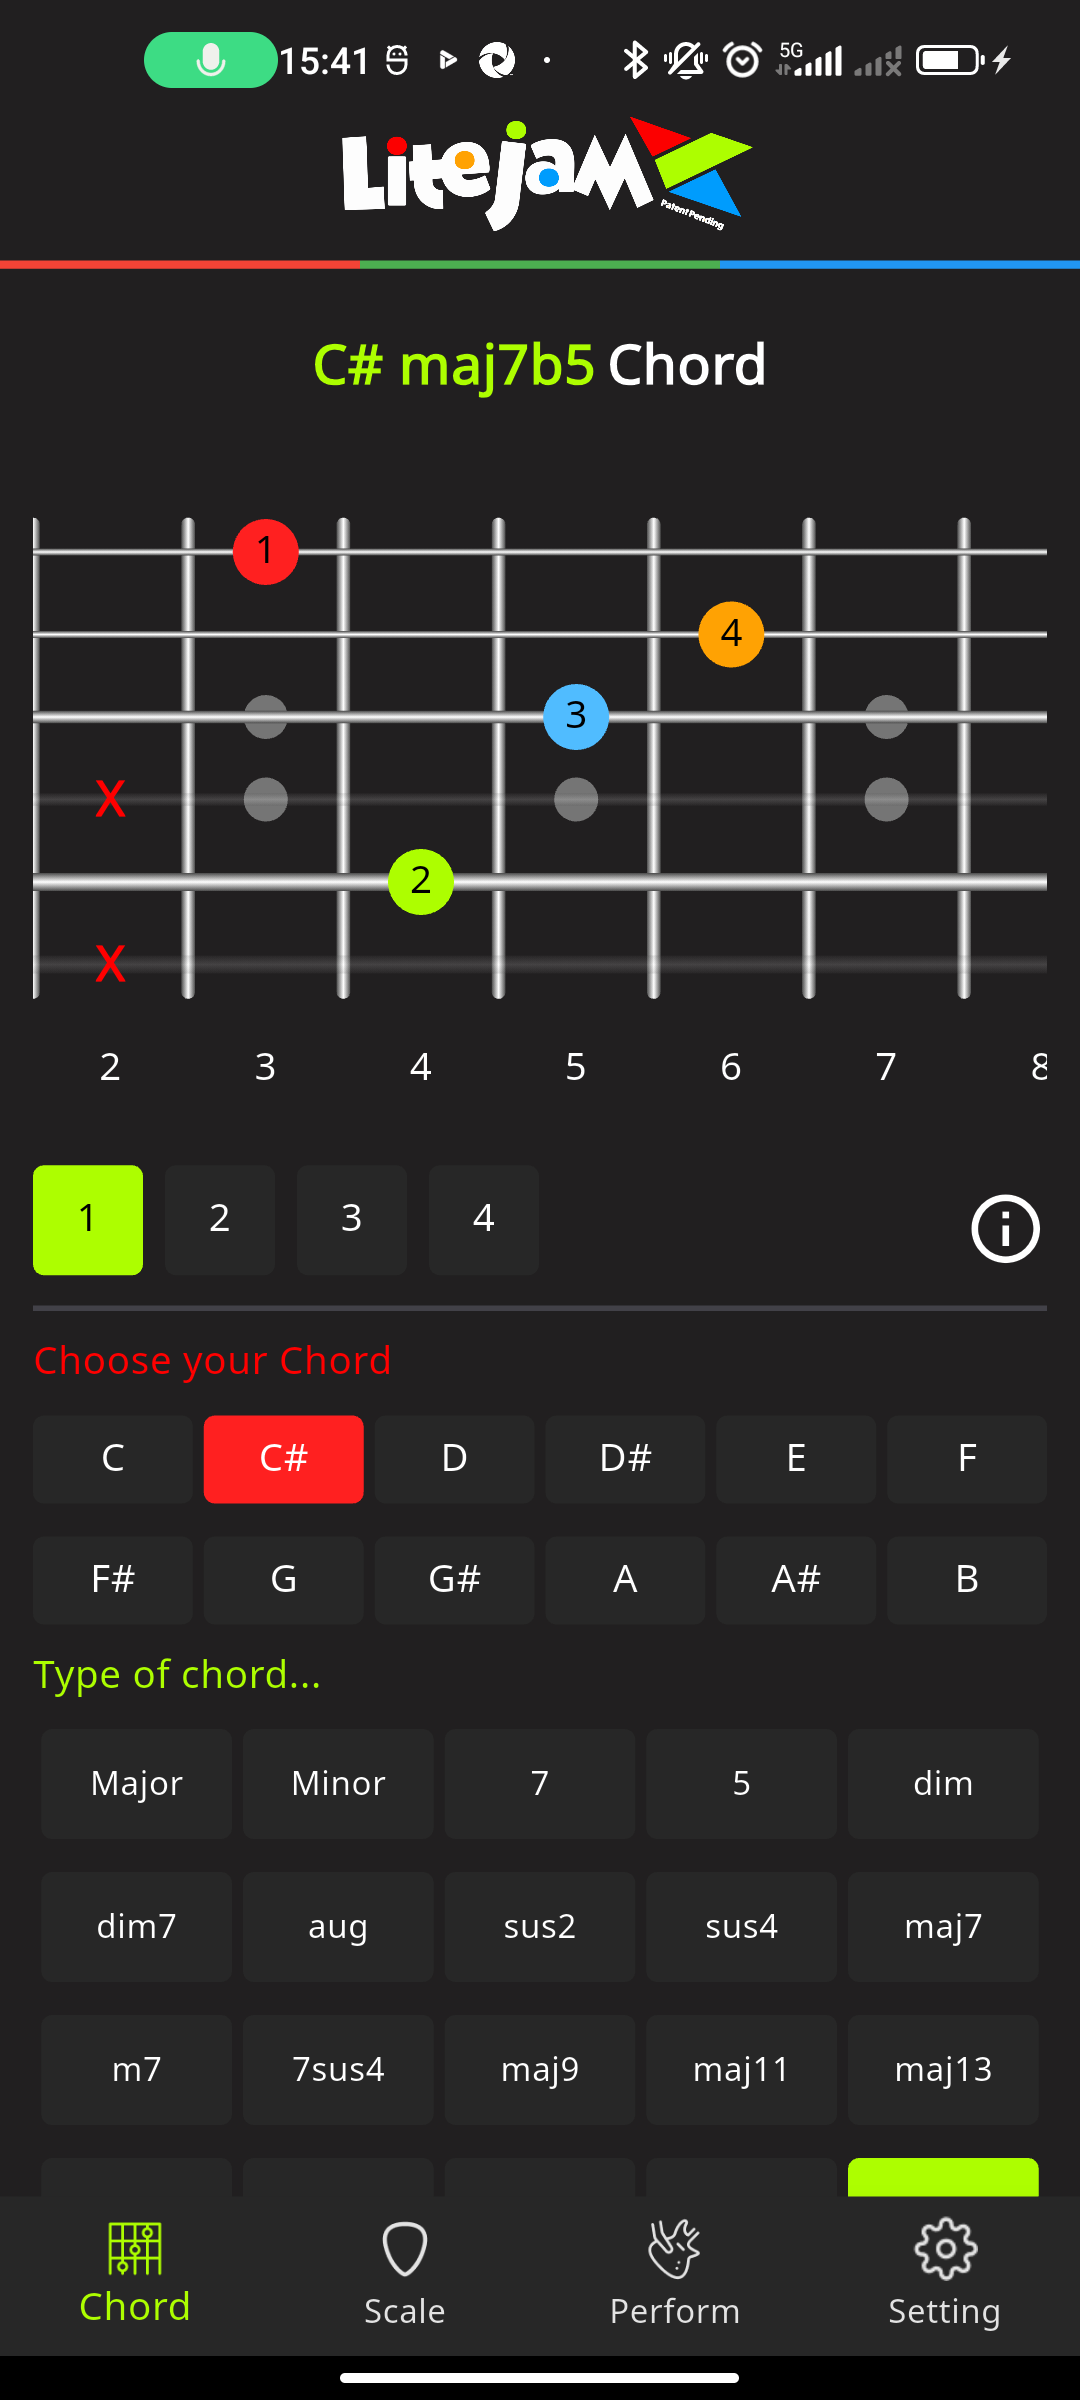 15:41
5G
Litejam
Patent Pending
C# maj7b5 Chord
1
4
3
X
2
X
2 3 4 5 6 7 8
1 2 3 4
Choose your Chord
C C# D D# E F
F# G G# A A# B
Type of chord...
Major Minor 7 5 dim
dim7 aug sus2 sus4 maj7
m7 7sus4 maj9 maj11 maj13
Chord Scale Perform Setting